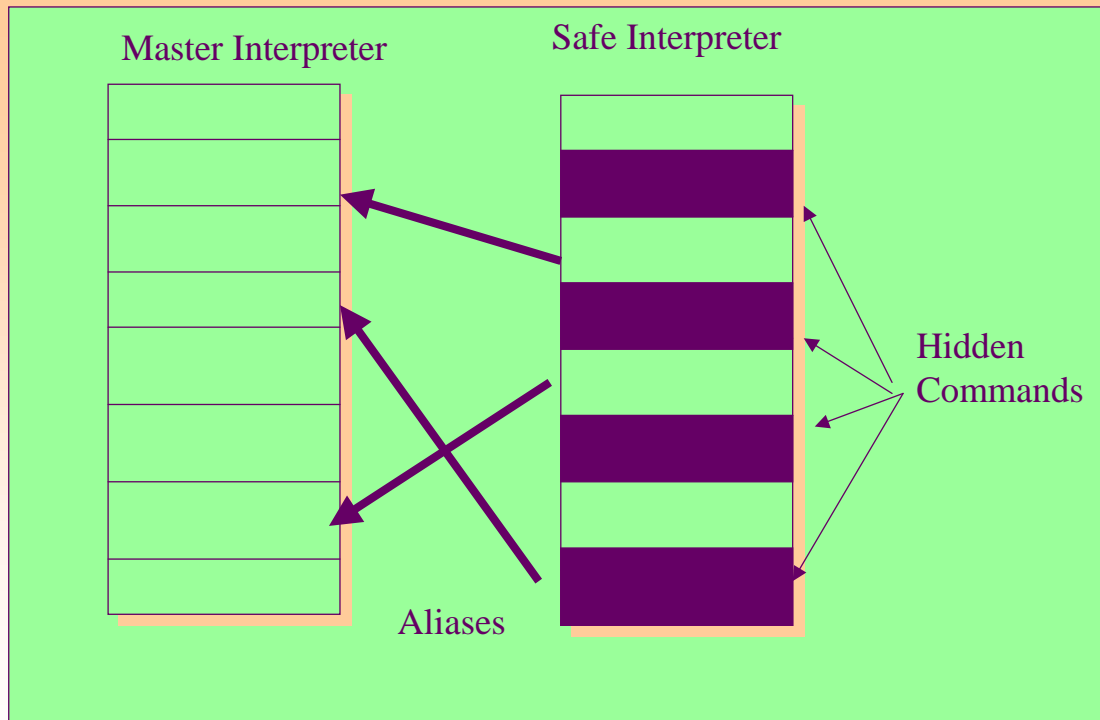 Master Interpreter
Safe Interpreter
Hidden
Commands
Aliases